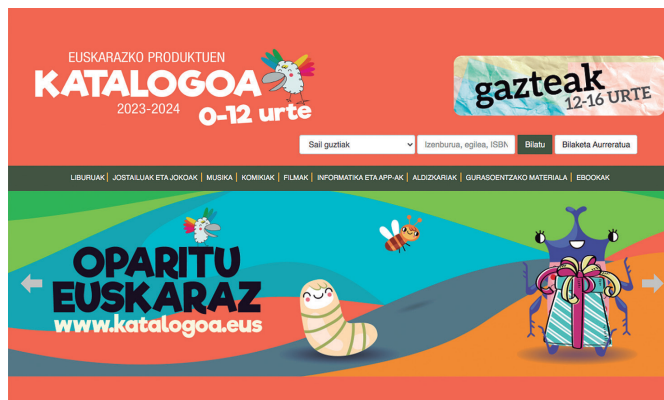 EUSKARAZKO PRODUKTUEN
KATALOGOA
2023-2024
0-12 urte
gazteak
12-16 URTE
Sail guztiak
Izenburua, egilea, ISBN
Bilatu
Bilaketa Aurreratua
LIBURUAK | JOSTAILUAK ETA JOKOAK | MUSIKA | KOMIKIAK | FILMAK | INFORMATIKA ETA APP-AK | ALDIZKARIAK | GURASOENTZAKO MATERIALA | EBOOKAK
OPARITU
EUSKARAZ
www.katalogoa.eus